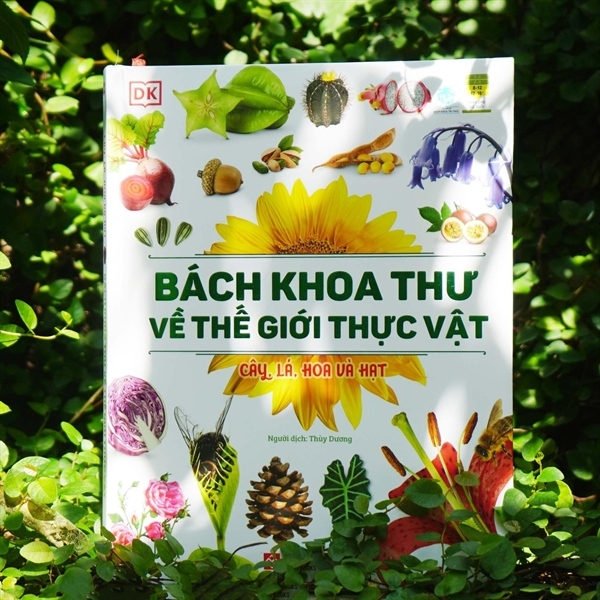 DK
BÁCH KHOA THƯ
VỀ THẾ GIỚI THỰC VẬT
CÂY, LÁ, HOA VÀ HẠT
Người dịch: Thùy Dương